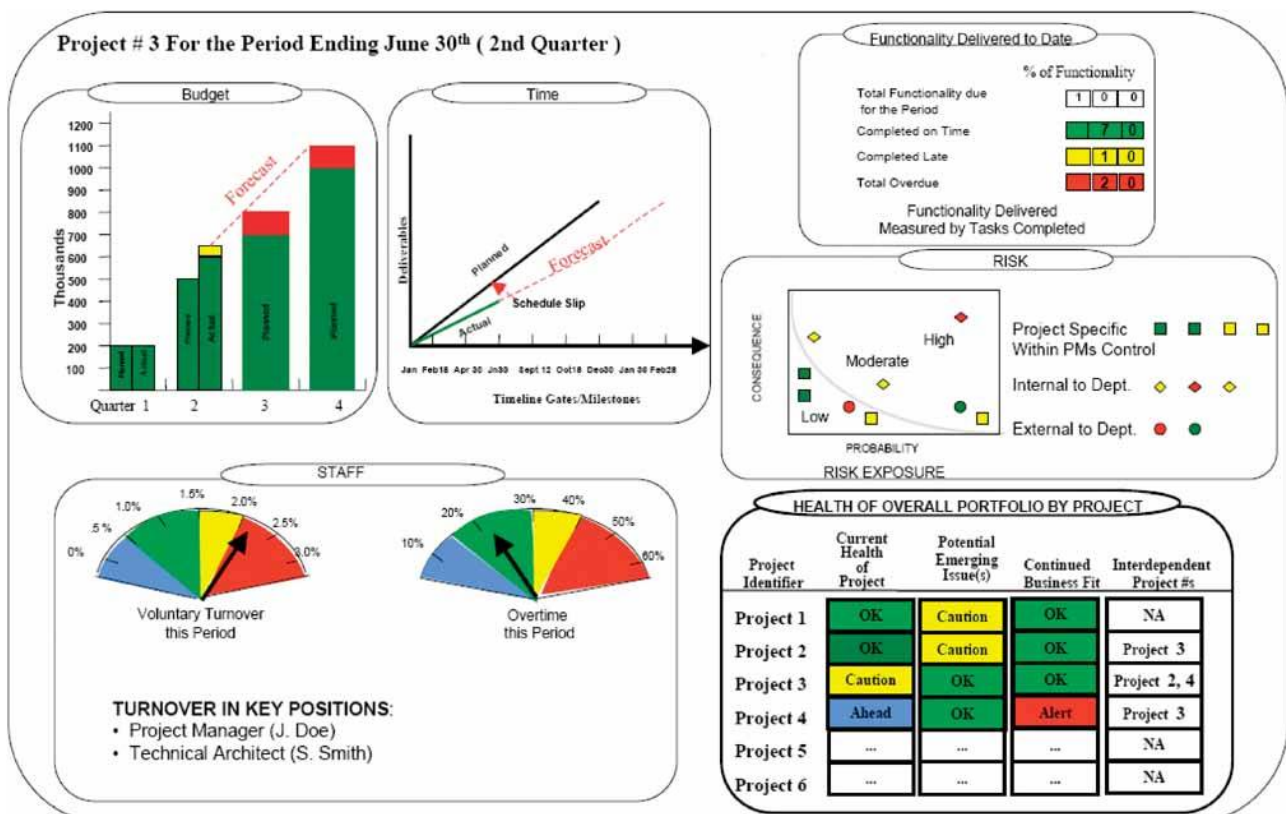 Project # 3 For the Period Ending June 30th ( 2nd Quarter )
Budget
1200
1100
1000
900
800
700
600
500
400
300
200
100
Thousands
Forecast
Planned
Actual
Planned
Actual
Planned
Planned
Quarter 1 2 3 4
Time
Deliverables
Planned
Forecast
Schedule Slip
Actual
Jan Feb15 Apr 30 Jn30 Sept 12 Oct18 Dec30 Jan 30 Feb28
Timeline Gates/Milestones
Functionality Delivered to Date
% of Functionality
Total Functionality due
for the Period
1 0 0
Completed on Time 7 0
Completed Late 1 0
Total Overdue 2 0
Functionality Delivered
Measured by Tasks Completed
RISK
CONSEQUENCE
High
Moderate
Low
PROBABILITY
RISK EXPOSURE
Project Specific
Within PMs Control
Internal to Dept.
External to Dept.
STAFF
0%
.5%
1.0%
1.5%
2.0%
2.5%
3.0%
Voluntary Turnover
this Period
10%
20%
30%
40%
50%
60%
Overtime
this Period
TURNOVER IN KEY POSITIONS:
• Project Manager (J. Doe)
• Technical Architect (S. Smith)
HEALTH OF OVERALL PORTFOLIO BY PROJECT
Project
Identifier
Current
Health
of
Project
Potential
Emerging
Issue(s)
Continued
Business Fit
Interdependent
Project #s
Project 1 OK Caution OK NA
Project 2 OK Caution OK Project 3
Project 3 Caution OK OK Project 2, 4
Project 4 Ahead OK Alert Project 3
Project 5 ... ... ... NA
Project 6 ... ... ... NA